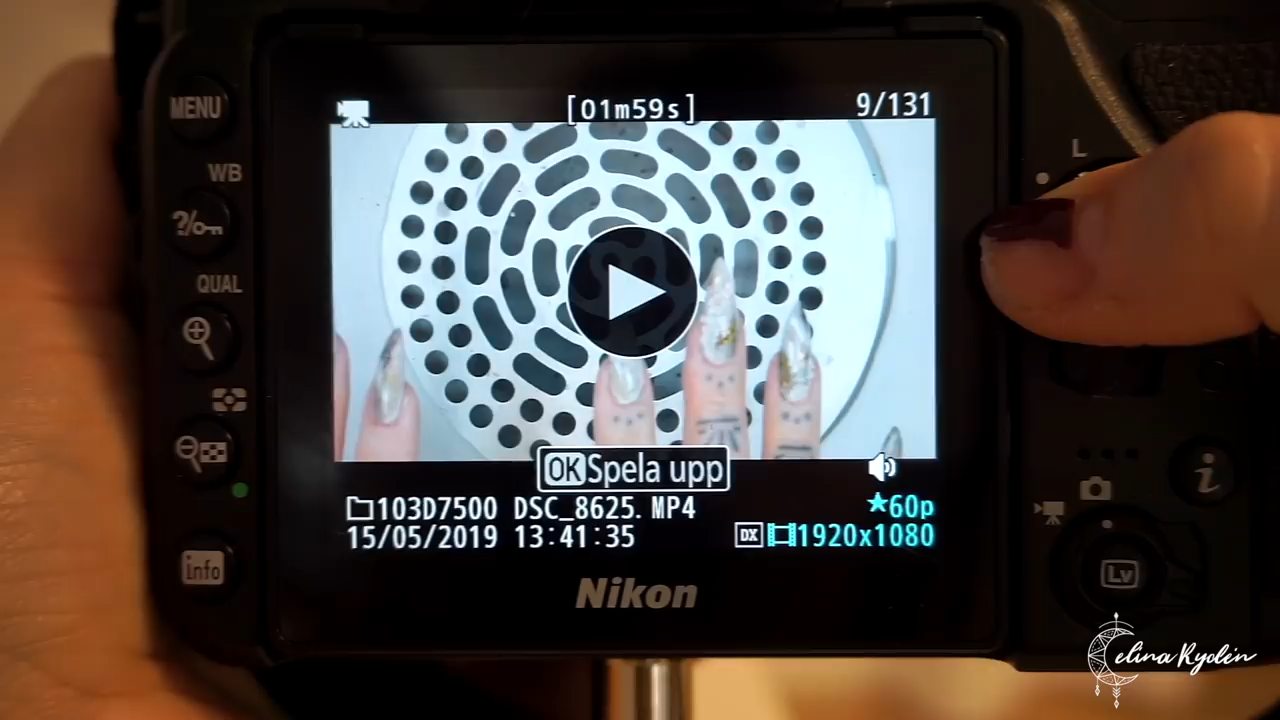 MENU
WB
?
QUAL
info
[01m59s]
9/131
OK Spela upp
103D7500 DSC_8625.MP4
15/05/2019 13:41:35
★60p
DX 1920x1080
Nikon
L
i
Lv
Celina Rydén